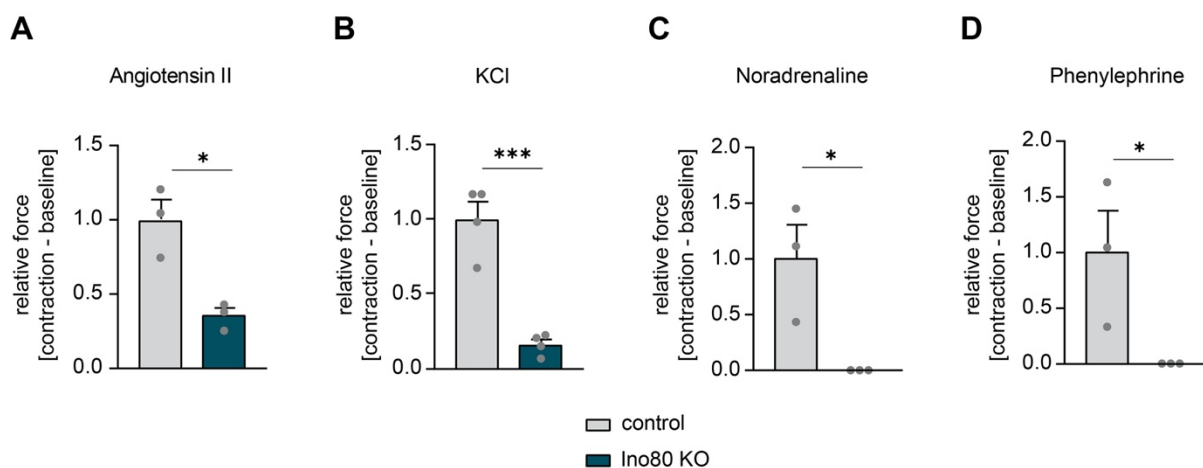 A
Angiotensin II
relative force
[contraction - baseline]
1.5
1.0
0.5
0.0
*
B
KCl
relative force
[contraction - baseline]
1.5
1.0
0.5
0.0
***
C
Noradrenaline
relative force
[contraction - baseline]
2.0
1.5
1.0
0.5
0.0
*
D
Phenylephrine
relative force
[contraction - baseline]
2.0
1.5
1.0
0.5
0.0
*
control
Ino80 KO